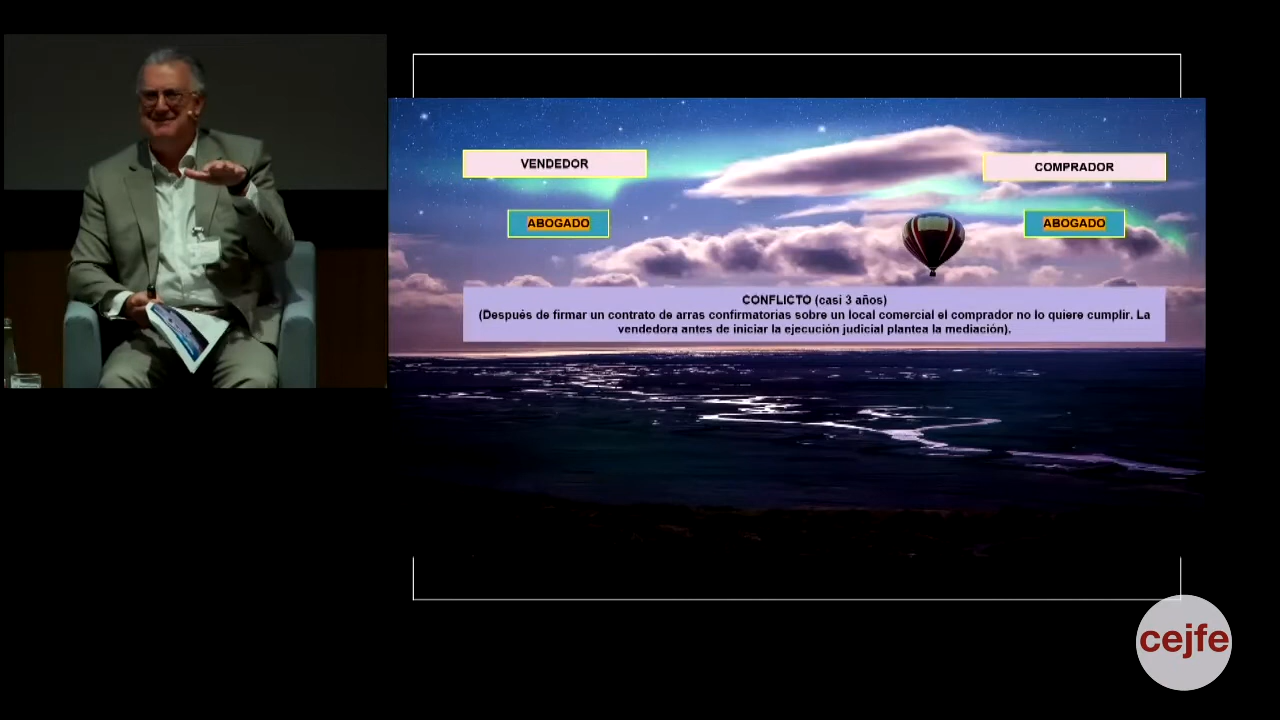 VENDEDOR
COMPRADOR
ABOGADO
ABOGADO
CONFLICTO (casi 3 años)
(Después de firmar un contrato de arras confirmatorias sobre un local comercial el comprador no lo quiere cumplir. La
vendedora antes de iniciar la ejecución judicial plantea la mediación).
cejfe